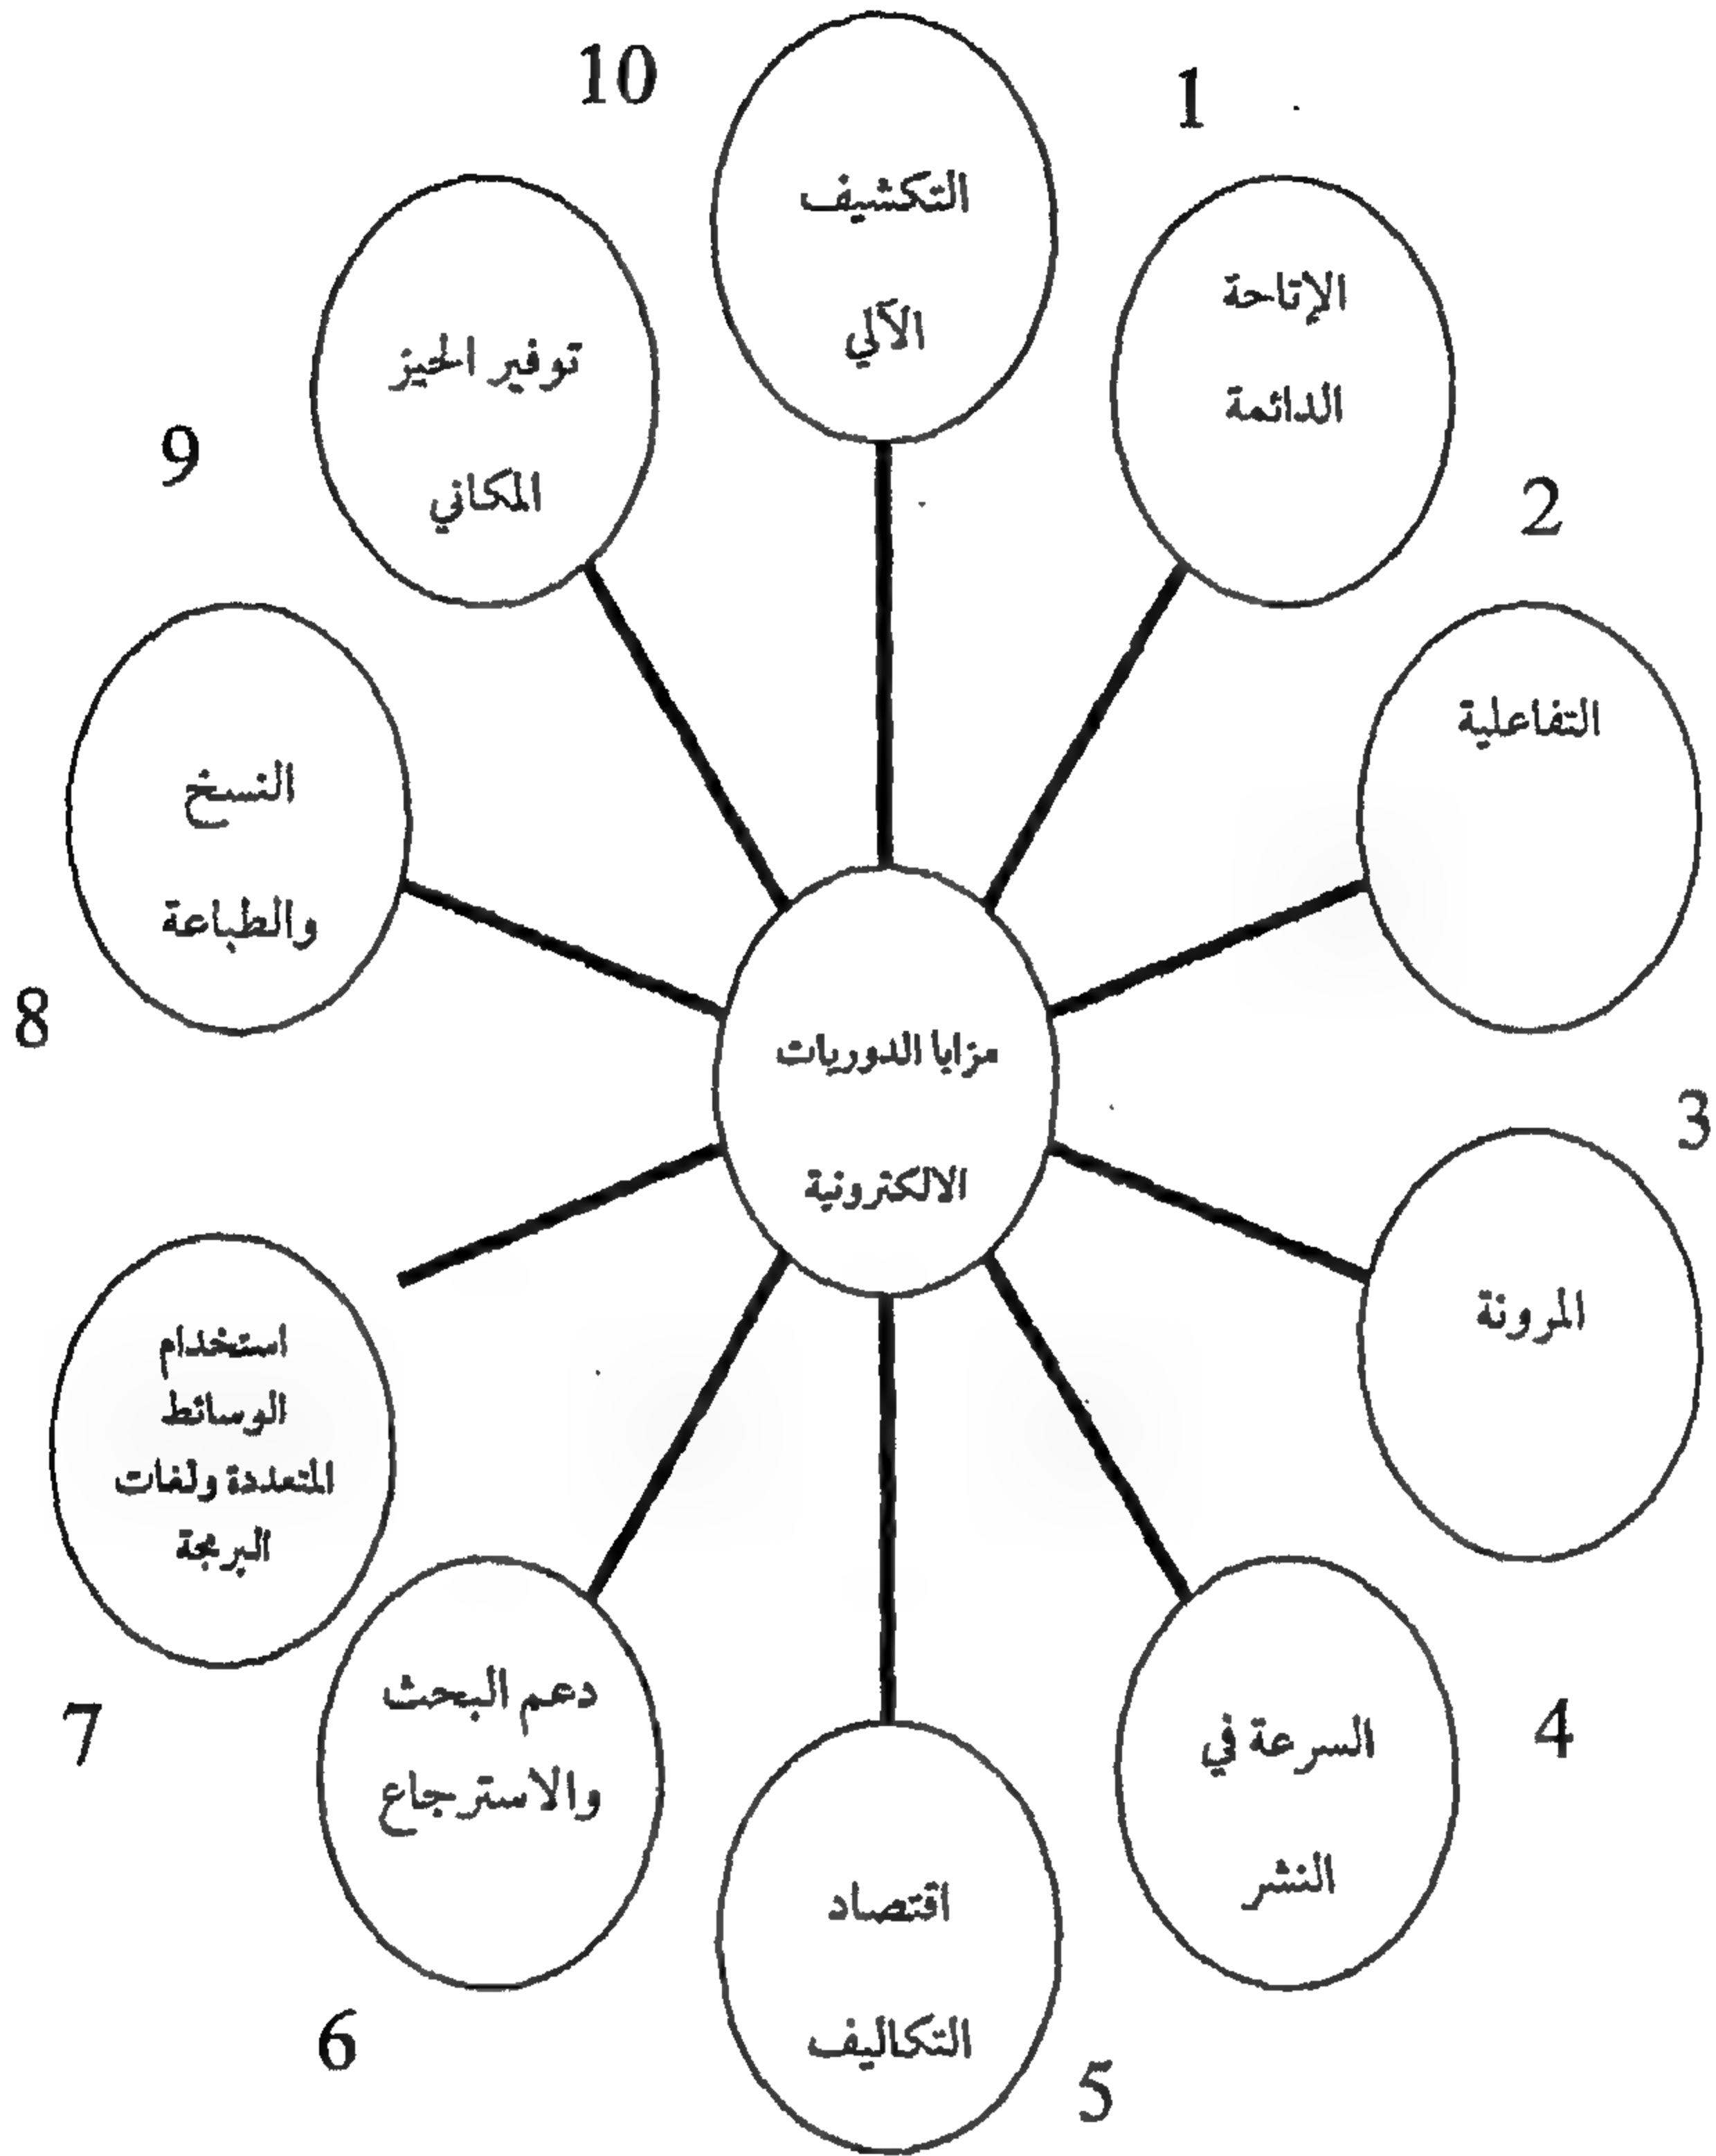 10
التكشيف
الآلي
1
الإتاحة
الدائمة
2
التفاعلية
3
المرونة
4
السرعة في
النشر
5
اقتصاد
التكاليف
6
دعم البحث
والاسترجاع
7
استخدام
الوسائط
المتعددة ولغات
البرمجة
8
النسخ
والطباعة
9
توفير الحيز
المكاني
مزايا الدوريات
الالكترونية